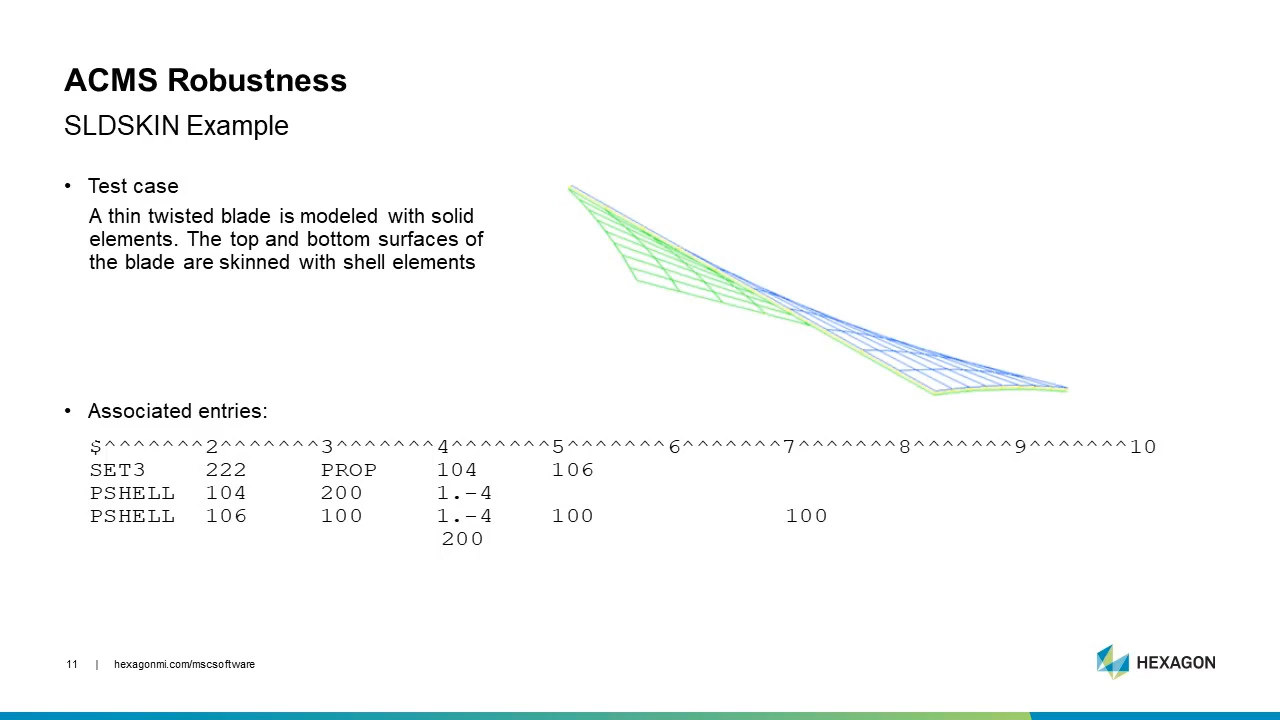 ACMS Robustness
SLDSKIN Example
• Test case
A thin twisted blade is modeled with solid
elements. The top and bottom surfaces of
the blade are skinned with shell elements
• Associated entries:
$^^^^^^^2^^^^^^^3^^^^^^^4^^^^^^^5^^^^^^^6^^^^^^^7^^^^^^^8^^^^^^^9^^^^^^^10
SET3    222     PROP    104     106
PSHELL  104     200     1.-4
PSHELL  106     100     1.-4    100             100
                        200
11 | hexagonmi.com/mscsoftware
HEXAGON